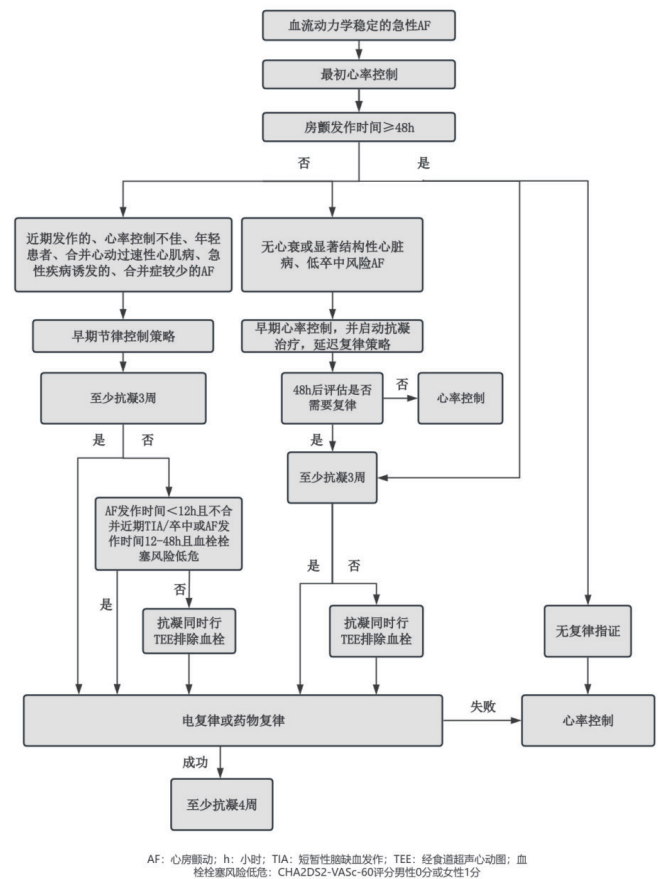 血流动力学稳定的急性AF
最初心率控制
房颤发作时间≥48h
否
是
近期发作的、心率控制不佳、年轻
患者、合并心动过速性心肌病、急
性疾病诱发的、合并症较少的AF
无心衰或显著结构性心脏
病、低卒中风险AF
早期节律控制策略
早期心率控制，并启动抗凝
治疗，延迟复律策略
至少抗凝3周
48h后评估是否
需要复律
否
心率控制
是
否
是
至少抗凝3周
AF发作时间＜12h且不合
并近期TIA/卒中或AF发
作时间12-48h且血栓栓
塞风险低危
是
否
是
否
抗凝同时行
TEE排除血栓
抗凝同时行
TEE排除血栓
无复律指证
电复律或药物复律
失败
心率控制
成功
至少抗凝4周
AF：心房颤动；h：小时；TIA：短暂性脑缺血发作；TEE：经食道超声心动图；血
栓栓塞风险低危：CHA2DS2-VASc-60评分男性0分或女性1分